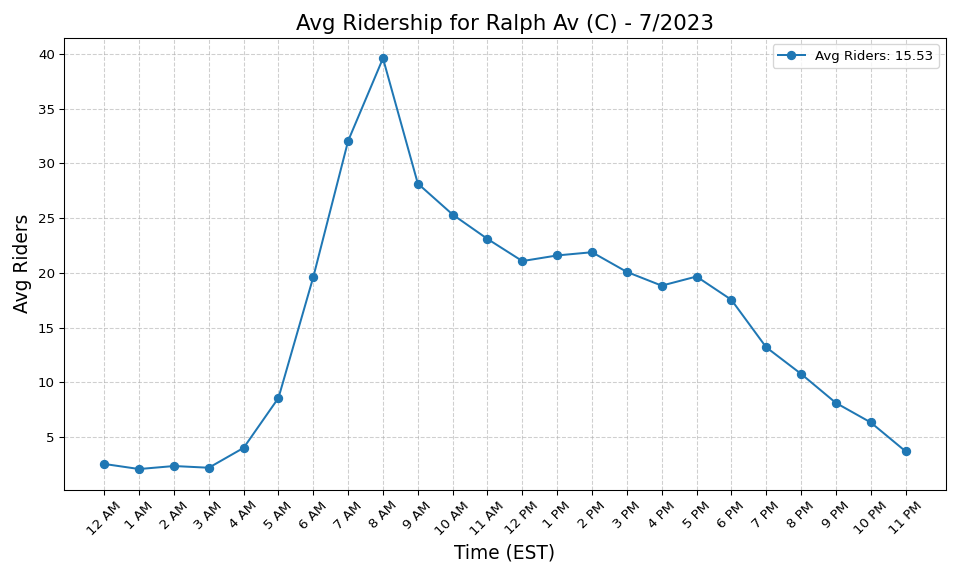 Avg Ridership for Ralph Av (C) - 7/2023
Avg Riders: 15.53
Avg Riders
40
35
30
25
20
15
10
5
12 AM
1 AM
2 AM
3 AM
4 AM
5 AM
6 AM
7 AM
8 AM
9 AM
10 AM
11 AM
12 PM
1 PM
2 PM
3 PM
4 PM
5 PM
6 PM
7 PM
8 PM
9 PM
10 PM
11 PM
Time (EST)